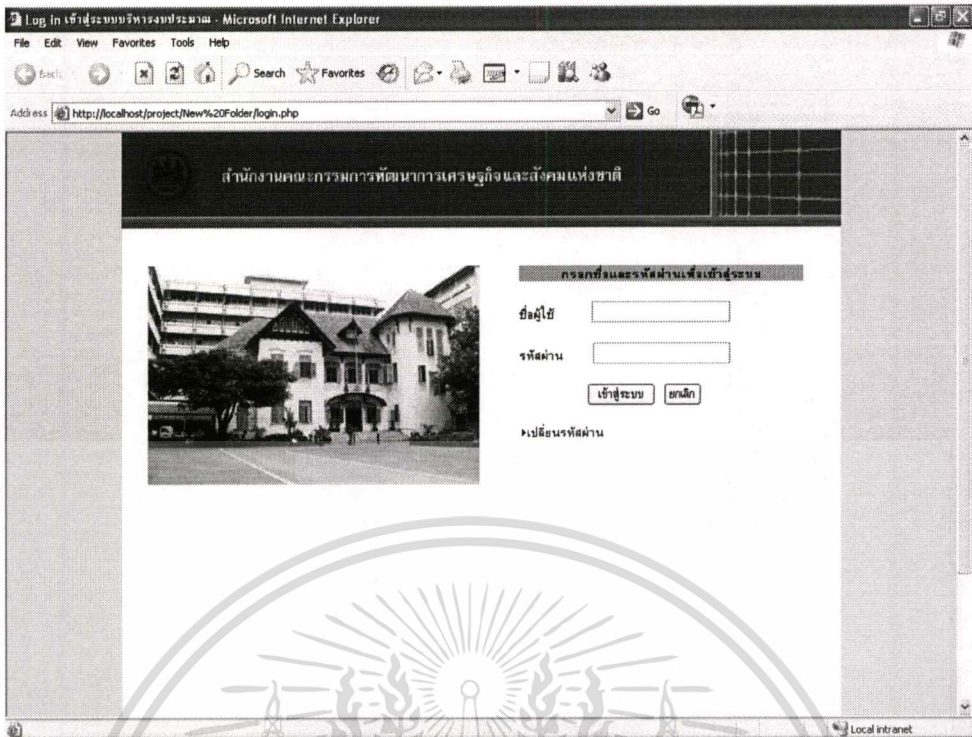 Log in เข้าสู่ระบบบริหารงบประมาณ - Microsoft Internet Explorer
File Edit View Favorites Tools Help
Back Search Favorites
Address http://localhost/project/New%20Folder/login.php Go
สำนักงานคณะกรรมการพัฒนาการเศรษฐกิจและสังคมแห่งชาติ
กรอกชื่อและรหัสผ่านเพื่อเข้าสู่ระบบ
ชื่อผู้ใช้
รหัสผ่าน
เข้าสู่ระบบ ยกเลิก
เปลี่ยนรหัสผ่าน
Local intranet